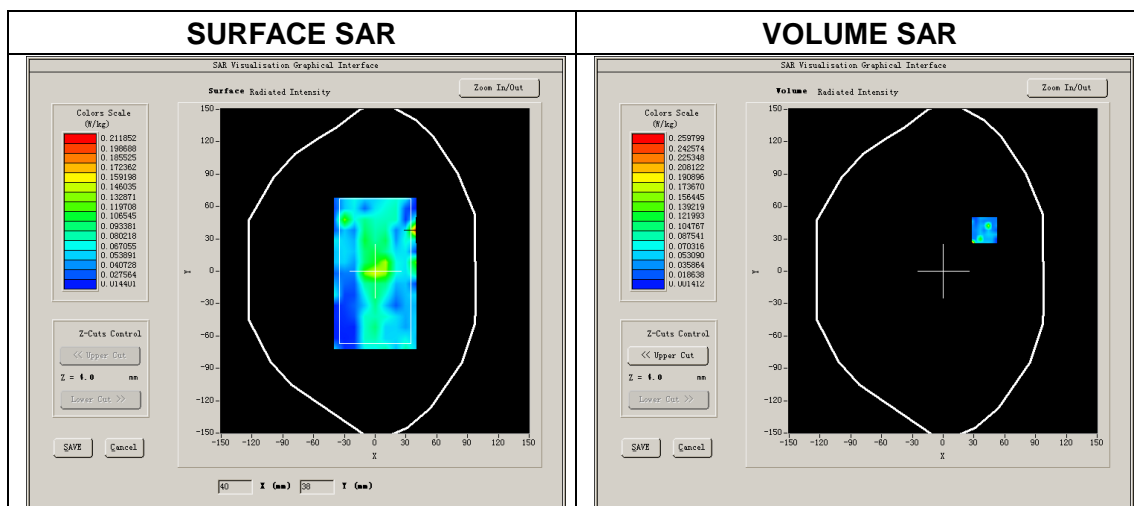 SURFACE SAR
SAR Visualisation Graphical Interface
Surface Radiated Intensity
Zoom In/Out
Colors Scale
(W/kg)
0.211852
0.198688
0.185525
0.172362
0.159198
0.146035
0.132871
0.119708
0.106545
0.093381
0.080218
0.067055
0.053891
0.040728
0.027564
0.014401
Z-Cuts Control
<< Upper Cut
Z = 4.0 mm
Lower Cut >>
SAVE Cancel
150
120
90
60
30
0
-30
-60
-90
-120
-150
Y
-150 -120 -90 -60 -30 0 30 60 90 120 150
X
40 X (mm) 38 Y (mm)
VOLUME SAR
SAR Visualisation Graphical Interface
Volume Radiated Intensity
Zoom In/Out
Colors Scale
(W/kg)
0.259799
0.242574
0.225348
0.208122
0.190896
0.173670
0.156445
0.139219
0.121993
0.104767
0.087541
0.070316
0.053090
0.035864
0.018638
0.001412
Z-Cuts Control
<< Upper Cut
Z = 4.0 mm
Lower Cut >>
SAVE Cancel
150
120
90
60
30
0
-30
-60
-90
-120
-150
Y
-150 -120 -90 -60 -30 0 30 60 90 120 150
X